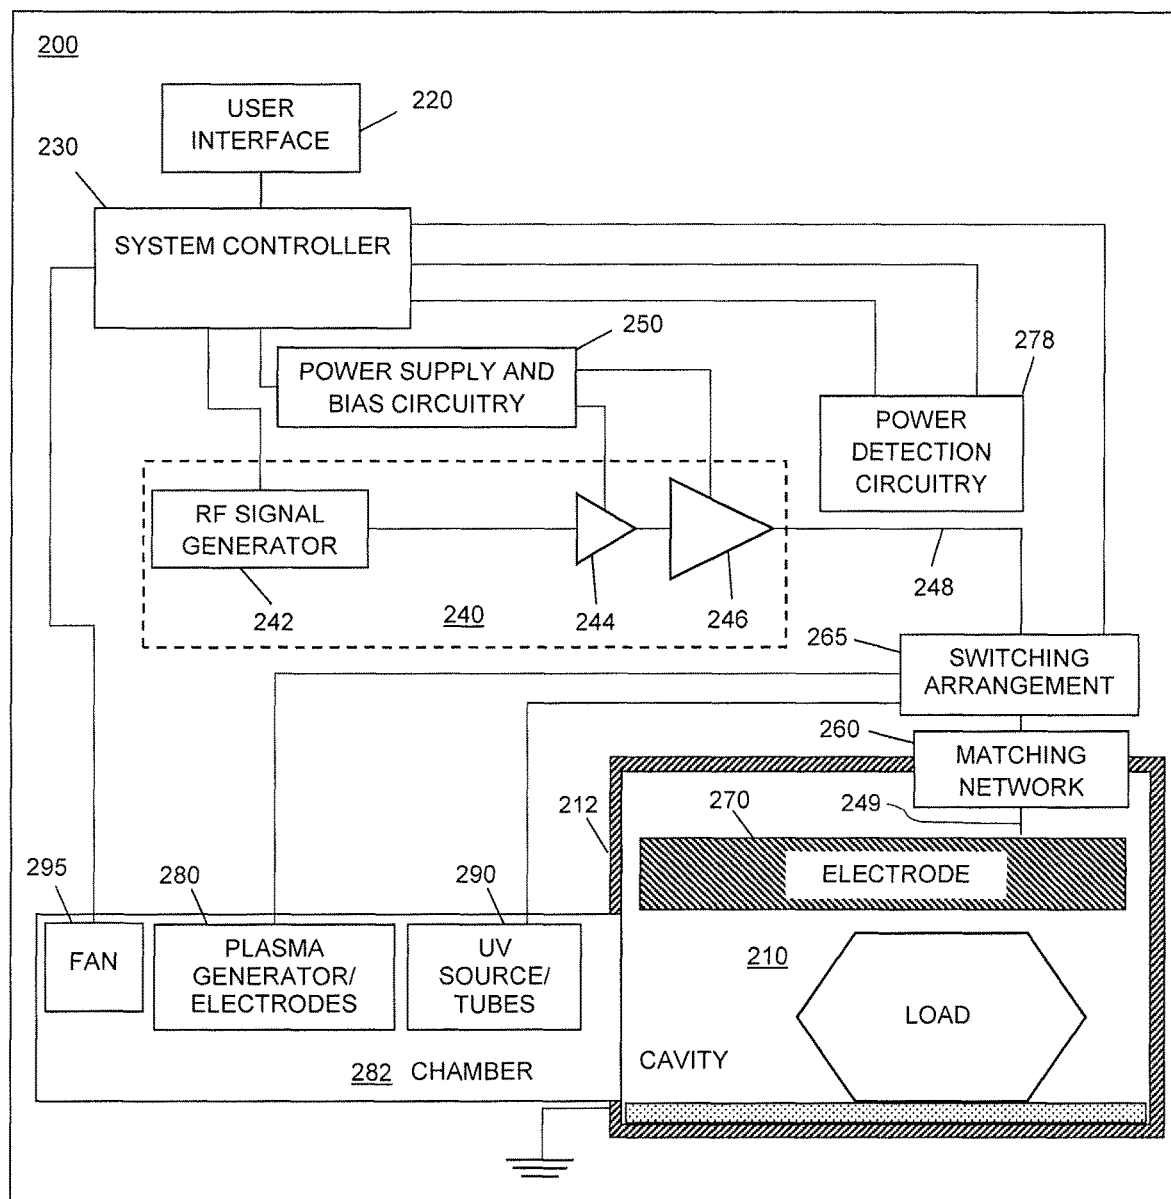 200
USER
INTERFACE
220
230
SYSTEM CONTROLLER
250
POWER SUPPLY AND
BIAS CIRCUITRY
278
POWER
DETECTION
CIRCUITRY
RF SIGNAL
GENERATOR
242
240
244
246
248
265
SWITCHING
ARRANGEMENT
260
MATCHING
NETWORK
249
212
270
ELECTRODE
295
FAN
280
PLASMA
GENERATOR/
ELECTRODES
290
UV
SOURCE/
TUBES
282 CHAMBER
210
LOAD
CAVITY